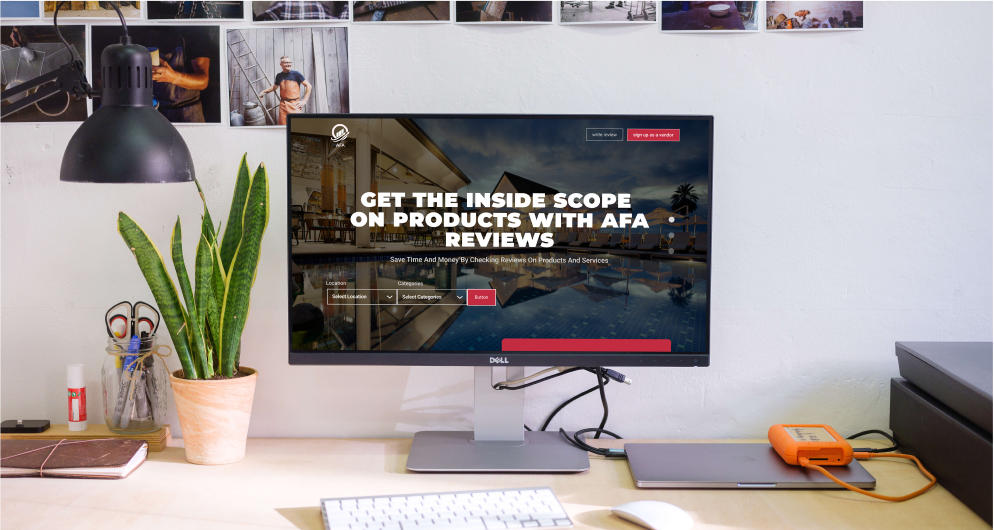 AFA
write review
sign up as a vendor
GET THE INSIDE SCOPE
ON PRODUCTS WITH AFA
REVIEWS
Save Time And Money By Checking Reviews On Products And Services
Location
Categories
Select Location
Select Categories
Button
DELL